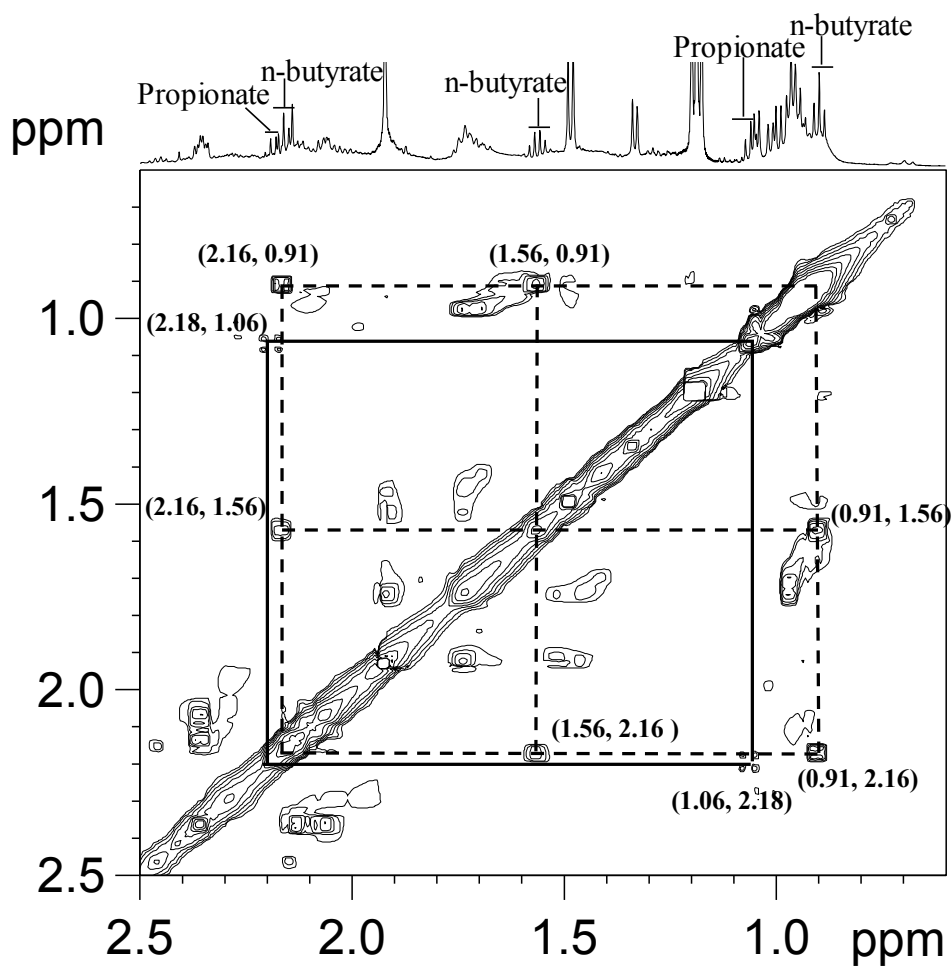 n-butyrate
Propionate
n-butyrate
n-butyrate
Propionate
ppm
(2.16, 0.91) (1.56, 0.91)
1.0
(2.18, 1.06)
1.5
(2.16, 1.56) (0.91, 1.56)
2.0
(1.56, 2.16 )
(0.91, 2.16)
(1.06, 2.18)
2.5
2.5 2.0 1.5 1.0 ppm